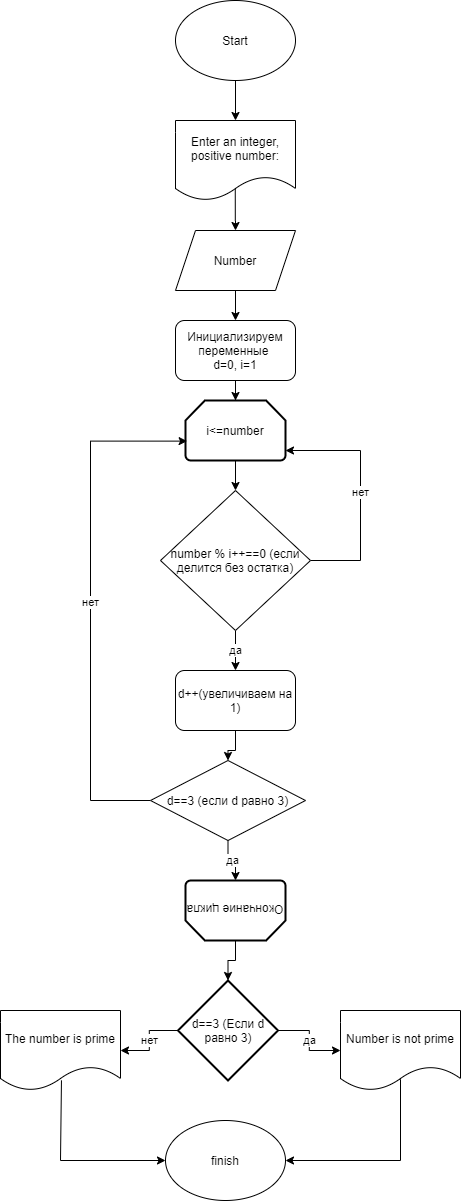 Start
Enter an integer,
positive number:
Number
Инициализируем
переменные
d=0, i=1
i<=number
нет
number % i++==0 (если
делится без остатка)
да
нет
d++(увеличиваем на
1)
d==3 (если d равно 3)
да
Окончание цикла
d==3 (Если d
равно 3)
The number is prime
нет
да
Number is not prime
finish